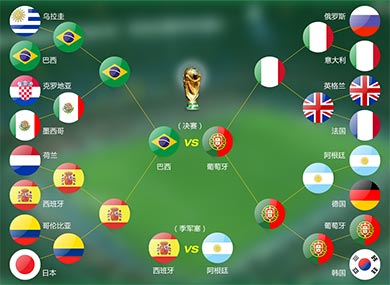 乌拉圭
巴西
克罗地亚
墨西哥
荷兰
西班牙
哥伦比亚
日本
俄罗斯
意大利
英格兰
法国
阿根廷
德国
葡萄牙
韩国
(决赛)
VS
巴西
葡萄牙
(季军塞)
VS
西班牙
阿根廷